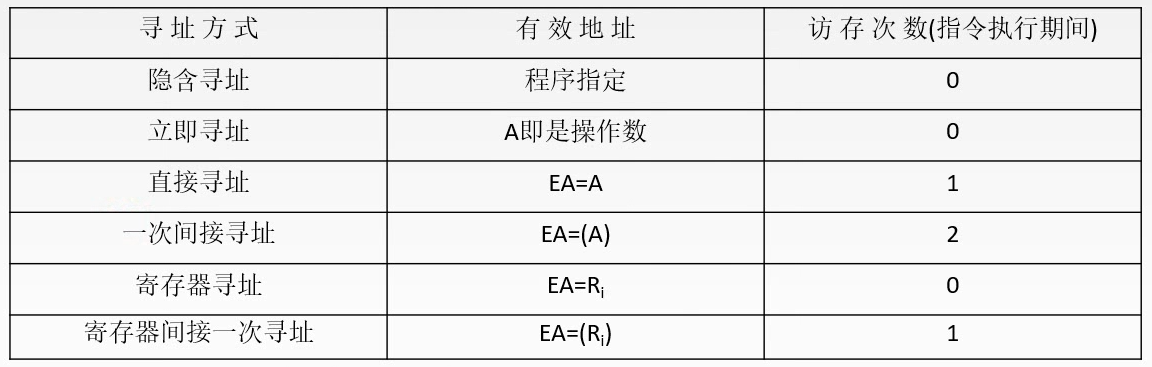 寻址方式 有效地址 访存次数(指令执行期间)
隐含寻址 程序指定 0
立即寻址 A即是操作数 0
直接寻址 EA=A 1
一次间接寻址 EA=(A) 2
寄存器寻址 EA=Rᵢ 0
寄存器间接一次寻址 EA=(Rᵢ) 1